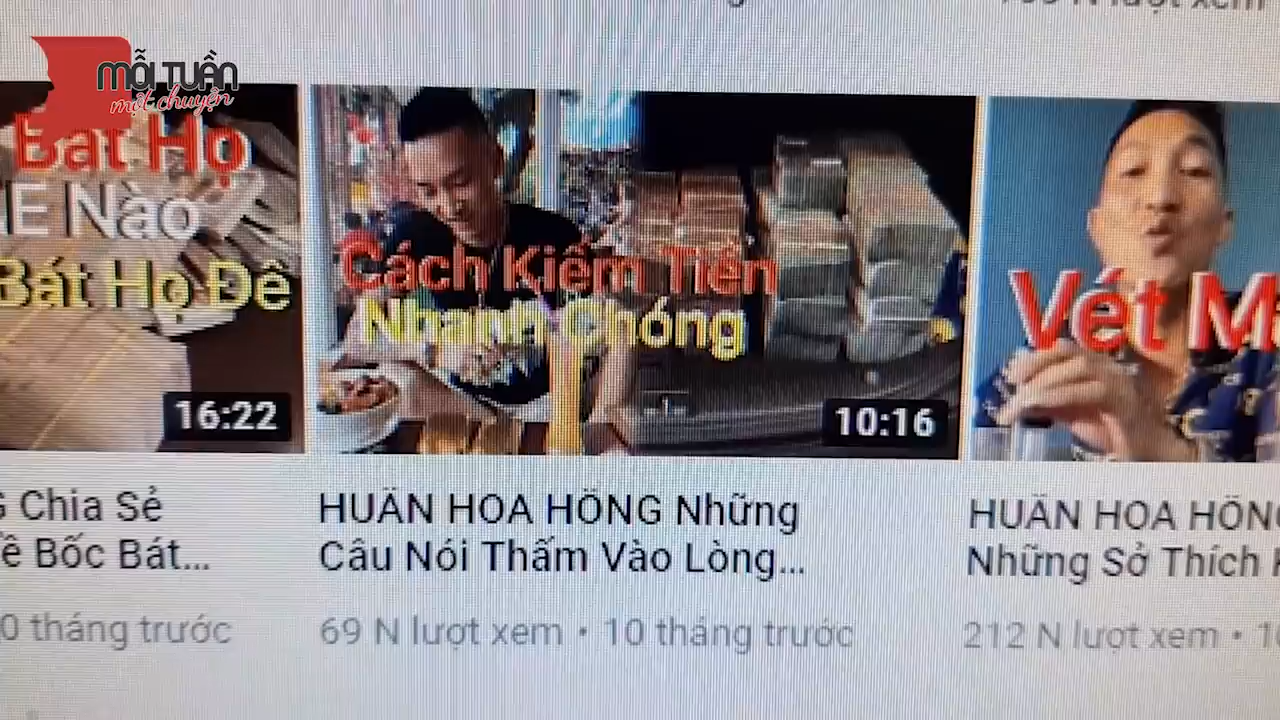 MỖI TUẦN
một chuyện
Bát Họ
Nào
Bát Họ Đê
16:22
Chia Sẻ
Bốc Bát...
tháng trước
Cách Kiếm Tiền
Nhanh Chóng
10:16
HUẤN HOA HỒNG Những
Câu Nói Thấm Vào Lòng...
69 N lượt xem • 10 tháng trước
Vét
HUẤN HOA
Những Sở Thích
212 N lượt xem •